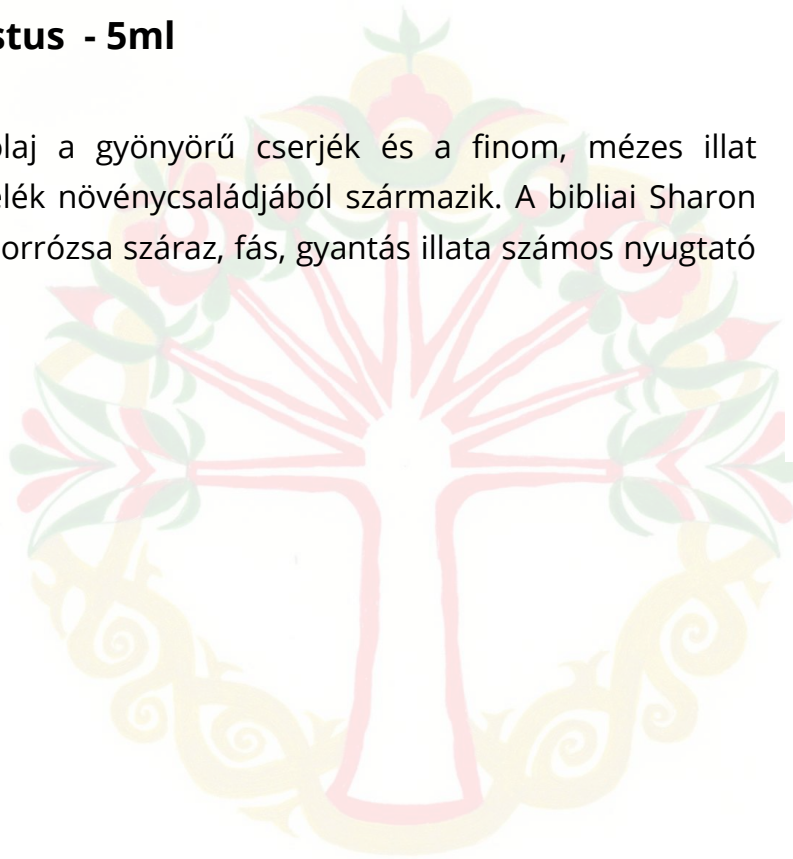 stus - 5ml
olaj a gyönyörű cserjék és a finom, mézes illat
elék növénycsaládjából származik. A bibliai Sharon
orrózsa száraz, fás, gyantás illata számos nyugtató